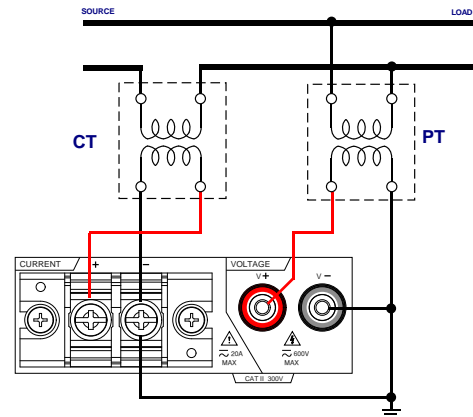 SOURCE
LOAD
CT
PT
CURRENT
+
−
VOLTAGE
V +
V −
20A
MAX
600V
MAX
CAT II 300V